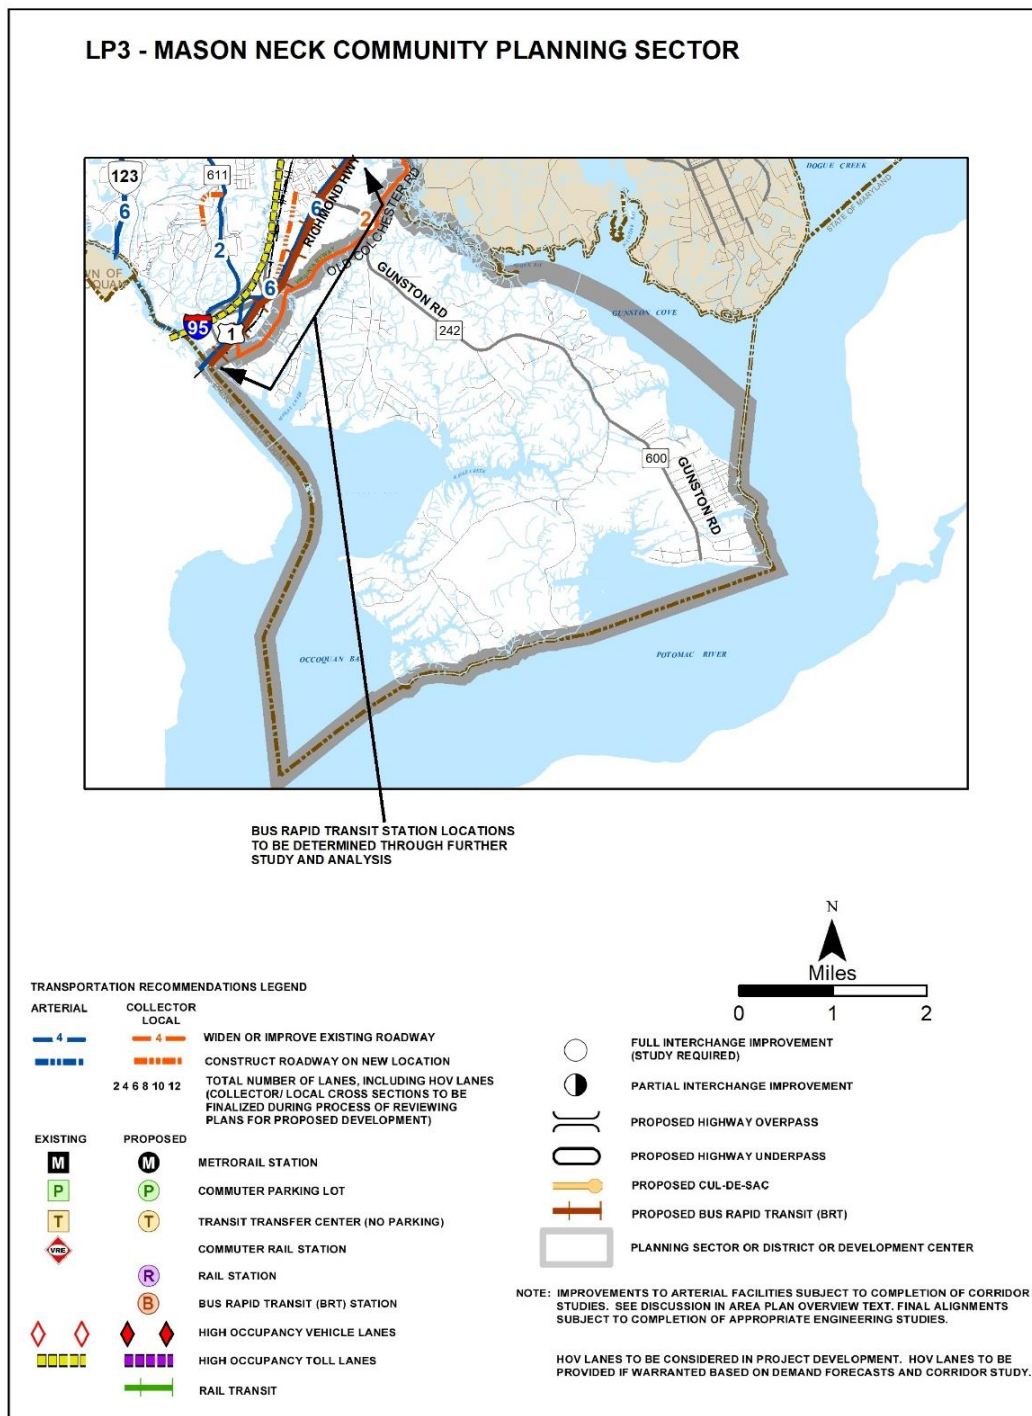 LP3 - MASON NECK COMMUNITY PLANNING SECTOR
DOGUE CREEK
123
611
RICHMOND HWY
STATE OF MARYLAND
6
6
2
2
OLD COLCHESTER RD
GUNSTON RD
GUNSTON COVE
6
242
95
1
600
GUNSTON RD
OCCOQUAN BAY
POTOMAC RIVER
BUS RAPID TRANSIT STATION LOCATIONS
TO BE DETERMINED THROUGH FURTHER
STUDY AND ANALYSIS
N
Miles
0 1 2
TRANSPORTATION RECOMMENDATIONS LEGEND
ARTERIAL
COLLECTOR
LOCAL
4 4 WIDEN OR IMPROVE EXISTING ROADWAY
CONSTRUCT ROADWAY ON NEW LOCATION
2 4 6 8 10 12 TOTAL NUMBER OF LANES, INCLUDING HOV LANES
(COLLECTOR/ LOCAL CROSS SECTIONS TO BE
FINALIZED DURING PROCESS OF REVIEWING
PLANS FOR PROPOSED DEVELOPMENT)
EXISTING PROPOSED
M M METRORAIL STATION
P P COMMUTER PARKING LOT
T T TRANSIT TRANSFER CENTER (NO PARKING)
VRE COMMUTER RAIL STATION
R RAIL STATION
B BUS RAPID TRANSIT (BRT) STATION
HIGH OCCUPANCY VEHICLE LANES
HIGH OCCUPANCY TOLL LANES
RAIL TRANSIT
FULL INTERCHANGE IMPROVEMENT
(STUDY REQUIRED)
PARTIAL INTERCHANGE IMPROVEMENT
PROPOSED HIGHWAY OVERPASS
PROPOSED HIGHWAY UNDERPASS
PROPOSED CUL-DE-SAC
PROPOSED BUS RAPID TRANSIT (BRT)
PLANNING SECTOR OR DISTRICT OR DEVELOPMENT CENTER
NOTE: IMPROVEMENTS TO ARTERIAL FACILITIES SUBJECT TO COMPLETION OF CORRIDOR
STUDIES. SEE DISCUSSION IN AREA PLAN OVERVIEW TEXT. FINAL ALIGNMENTS
SUBJECT TO COMPLETION OF APPROPRIATE ENGINEERING STUDIES.
HOV LANES TO BE CONSIDERED IN PROJECT DEVELOPMENT. HOV LANES TO BE
PROVIDED IF WARRANTED BASED ON DEMAND FORECASTS AND CORRIDOR STUDY.